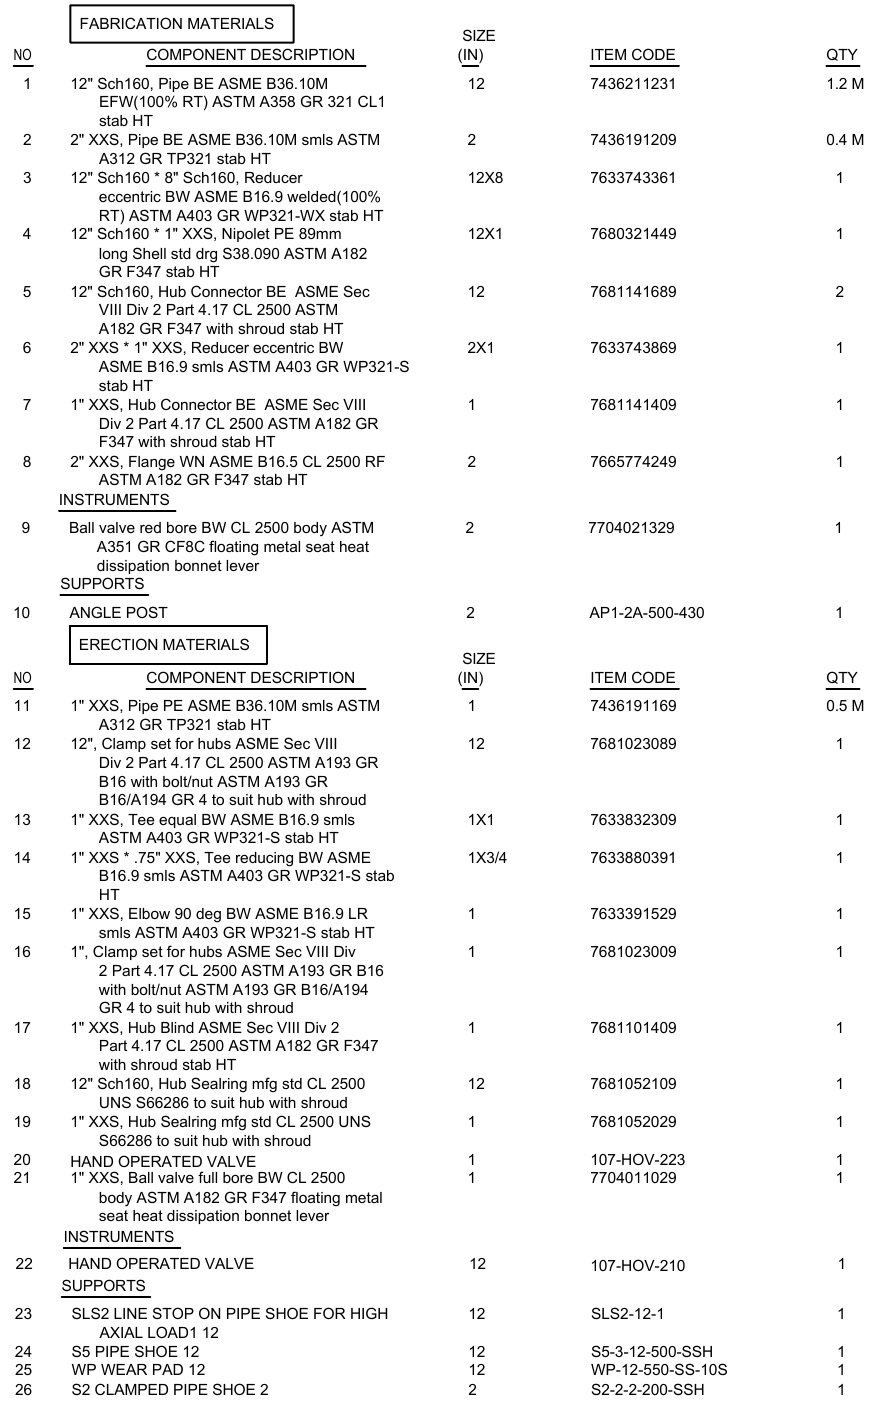 FABRICATION MATERIALS
SIZE
NO COMPONENT DESCRIPTION (IN) ITEM CODE QTY
1 12" Sch160, Pipe BE ASME B36.10M 12 7436211231 1.2 M
EFW(100% RT) ASTM A358 GR 321 CL1
stab HT
2 2" XXS, Pipe BE ASME B36.10M smls ASTM 2 7436191209 0.4 M
A312 GR TP321 stab HT
3 12" Sch160 * 8" Sch160, Reducer 12X8 7633743361 1
eccentric BW ASME B16.9 welded(100%
RT) ASTM A403 GR WP321-WX stab HT
4 12" Sch160 * 1" XXS, Nipolet PE 89mm 12X1 7680321449 1
long Shell std drg S38.090 ASTM A182
GR F347 stab HT
5 12" Sch160, Hub Connector BE ASME Sec 12 7681141689 2
VIII Div 2 Part 4.17 CL 2500 ASTM
A182 GR F347 with shroud stab HT
6 2" XXS * 1" XXS, Reducer eccentric BW 2X1 7633743869 1
ASME B16.9 smls ASTM A403 GR WP321-S
stab HT
7 1" XXS, Hub Connector BE ASME Sec VIII 1 7681141409 1
Div 2 Part 4.17 CL 2500 ASTM A182 GR
F347 with shroud stab HT
8 2" XXS, Flange WN ASME B16.5 CL 2500 RF 2 7665774249 1
ASTM A182 GR F347 stab HT
INSTRUMENTS
9 Ball valve red bore BW CL 2500 body ASTM 2 7704021329 1
A351 GR CF8C floating metal seat heat
dissipation bonnet lever
SUPPORTS
10 ANGLE POST 2 AP1-2A-500-430 1
ERECTION MATERIALS
SIZE
NO COMPONENT DESCRIPTION (IN) ITEM CODE QTY
11 1" XXS, Pipe PE ASME B36.10M smls ASTM 1 7436191169 0.5 M
A312 GR TP321 stab HT
12 12", Clamp set for hubs ASME Sec VIII 12 7681023089 1
Div 2 Part 4.17 CL 2500 ASTM A193 GR
B16 with bolt/nut ASTM A193 GR
B16/A194 GR 4 to suit hub with shroud
13 1" XXS, Tee equal BW ASME B16.9 smls 1X1 7633832309 1
ASTM A403 GR WP321-S stab HT
14 1" XXS * .75" XXS, Tee reducing BW ASME 1X3/4 7633880391 1
B16.9 smls ASTM A403 GR WP321-S stab
HT
15 1" XXS, Elbow 90 deg BW ASME B16.9 LR 1 7633391529 1
smls ASTM A403 GR WP321-S stab HT
16 1", Clamp set for hubs ASME Sec VIII Div 1 7681023009 1
2 Part 4.17 CL 2500 ASTM A193 GR B16
with bolt/nut ASTM A193 GR B16/A194
GR 4 to suit hub with shroud
17 1" XXS, Hub Blind ASME Sec VIII Div 2 1 7681101409 1
Part 4.17 CL 2500 ASTM A182 GR F347
with shroud stab HT
18 12" Sch160, Hub Sealring mfg std CL 2500 12 7681052109 1
UNS S66286 to suit hub with shroud
19 1" XXS, Hub Sealring mfg std CL 2500 UNS 1 7681052029 1
S66286 to suit hub with shroud
20 HAND OPERATED VALVE 1 107-HOV-223 1
21 1" XXS, Ball valve full bore BW CL 2500 1 7704011029 1
body ASTM A182 GR F347 floating metal
seat heat dissipation bonnet lever
INSTRUMENTS
22 HAND OPERATED VALVE 12 107-HOV-210 1
SUPPORTS
23 SLS2 LINE STOP ON PIPE SHOE FOR HIGH 12 SLS2-12-1 1
AXIAL LOAD1 12
24 S5 PIPE SHOE 12 12 S5-3-12-500-SSH 1
25 WP WEAR PAD 12 12 WP-12-550-SS-10S 1
26 S2 CLAMPED PIPE SHOE 2 2 S2-2-2-200-SSH 1